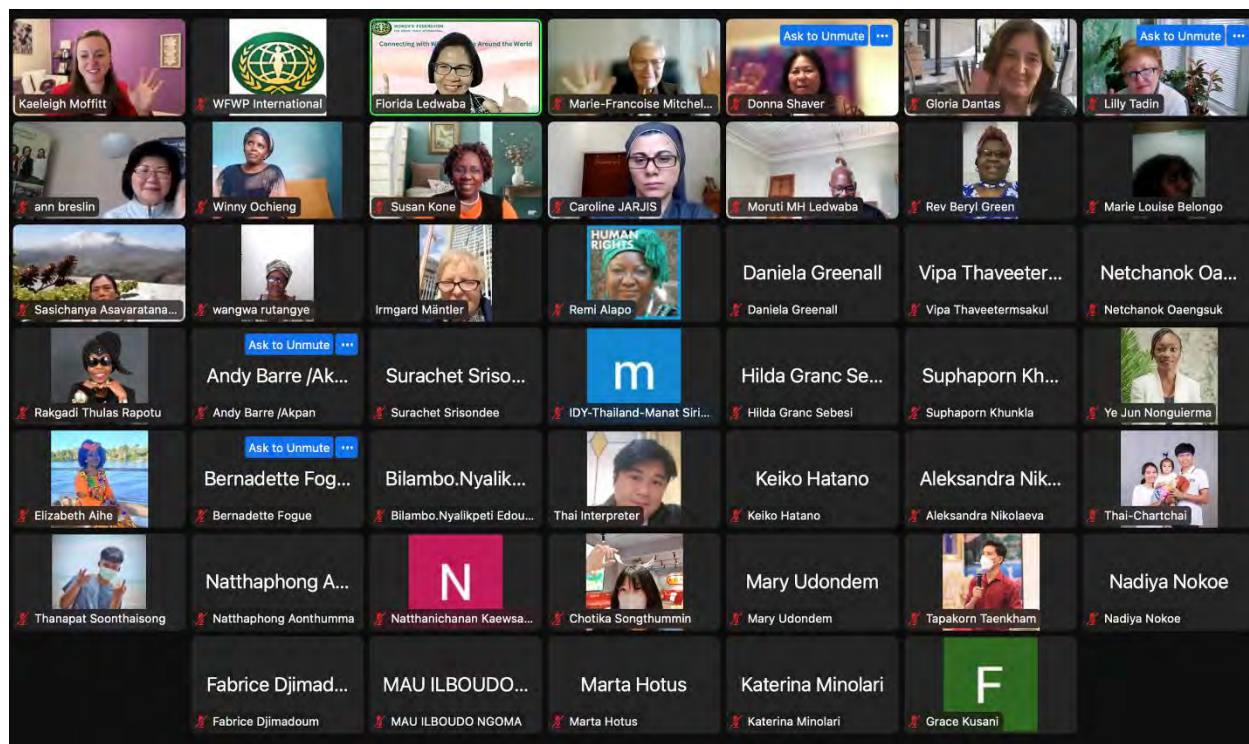 WOMEN'S FEDERATION
Connecting with W
Around the World
Ask to Unmute ...
Ask to Unmute ...
Kaeleigh Moffitt
WFWP International
Florida Ledwaba
Marie-Francoise Mitchel...
Donna Shaver
Gloria Dantas
Lilly Tadin
ann breslin
Winny Ochieng
Susan Kone
Caroline JARJIS
Moruti MH Ledwaba
Rev Beryl Green
Marie Louise Belongo
HUMAN
RIGHTS
Daniela Greenall
Vipa Thaveeter...
Netchanok Oa...
Sasichanya Asavaratana...
wangwa rutangye
Irmgard Mäntler
Remi Alapo
Daniela Greenall
Vipa Thaveetermsakul
Netchanok Oaengsuk
Ask to Unmute ...
Andy Barre /Ak...
Surachet Sriso...
m
Hilda Granc Se...
Suphaporn Kh...
Rakgadi Thulas Rapotu
Andy Barre /Akpan
Surachet Srisondee
IDY-Thailand-Manat Siri...
Hilda Granc Sebesi
Suphaporn Khunkla
Ye Jun Nonguierma
Ask to Unmute ...
Bernadette Fog...
Bilambo.Nyalik...
Keiko Hatano
Aleksandra Nik...
Elizabeth Aihe
Bernadette Fogue
Bilambo.Nyalikpeti Edou...
Thai Interpreter
Keiko Hatano
Aleksandra Nikolaeva
Thai-Chartchai
Natthaphong A...
N
Mary Udondem
Nadiya Nokoe
Thanapat Soonthaisong
Natthaphong Aonthumma
Natthanichanan Kaewsa...
Chotika Songthummin
Mary Udondem
Tapakorn Taenkham
Nadiya Nokoe
Fabrice Djimad...
MAU ILBOUDO...
Marta Hotus
Katerina Minolari
F
Fabrice Djimadoum
MAU ILBOUDO NGOMA
Marta Hotus
Katerina Minolari
Grace Kusani